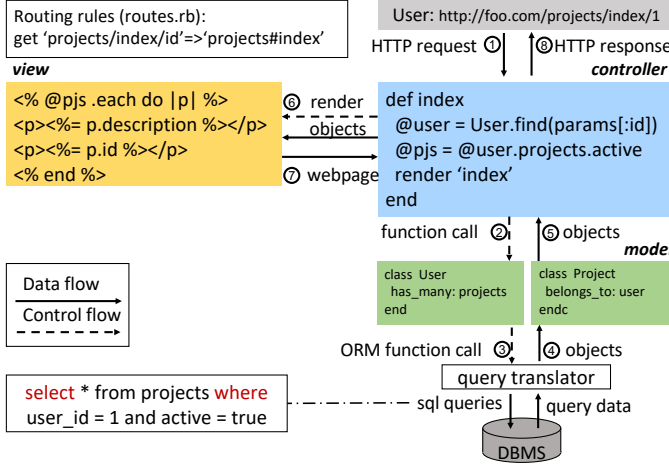 Routing rules (routes.rb):
get ‘projects/index/id’=>‘projects#index’
User: http://foo.com/projects/index/1
HTTP request ① ⑧ HTTP response
view
controller
<% @pjs .each do |p| %>
<p><%= p.description %></p>
<p><%= p.id %></p>
<% end %>
⑥ render
objects
⑦ webpage
def index
@user = User.find(params[:id])
@pjs = @user.projects.active
render ‘index’
end
function call ② ⑤ objects
model
class User
has_many: projects
end
class Project
belongs_to: user
endc
Data flow
Control flow
ORM function call ③ ④ objects
query translator
select * from projects where
user_id = 1 and active = true
sql queries
query data
DBMS